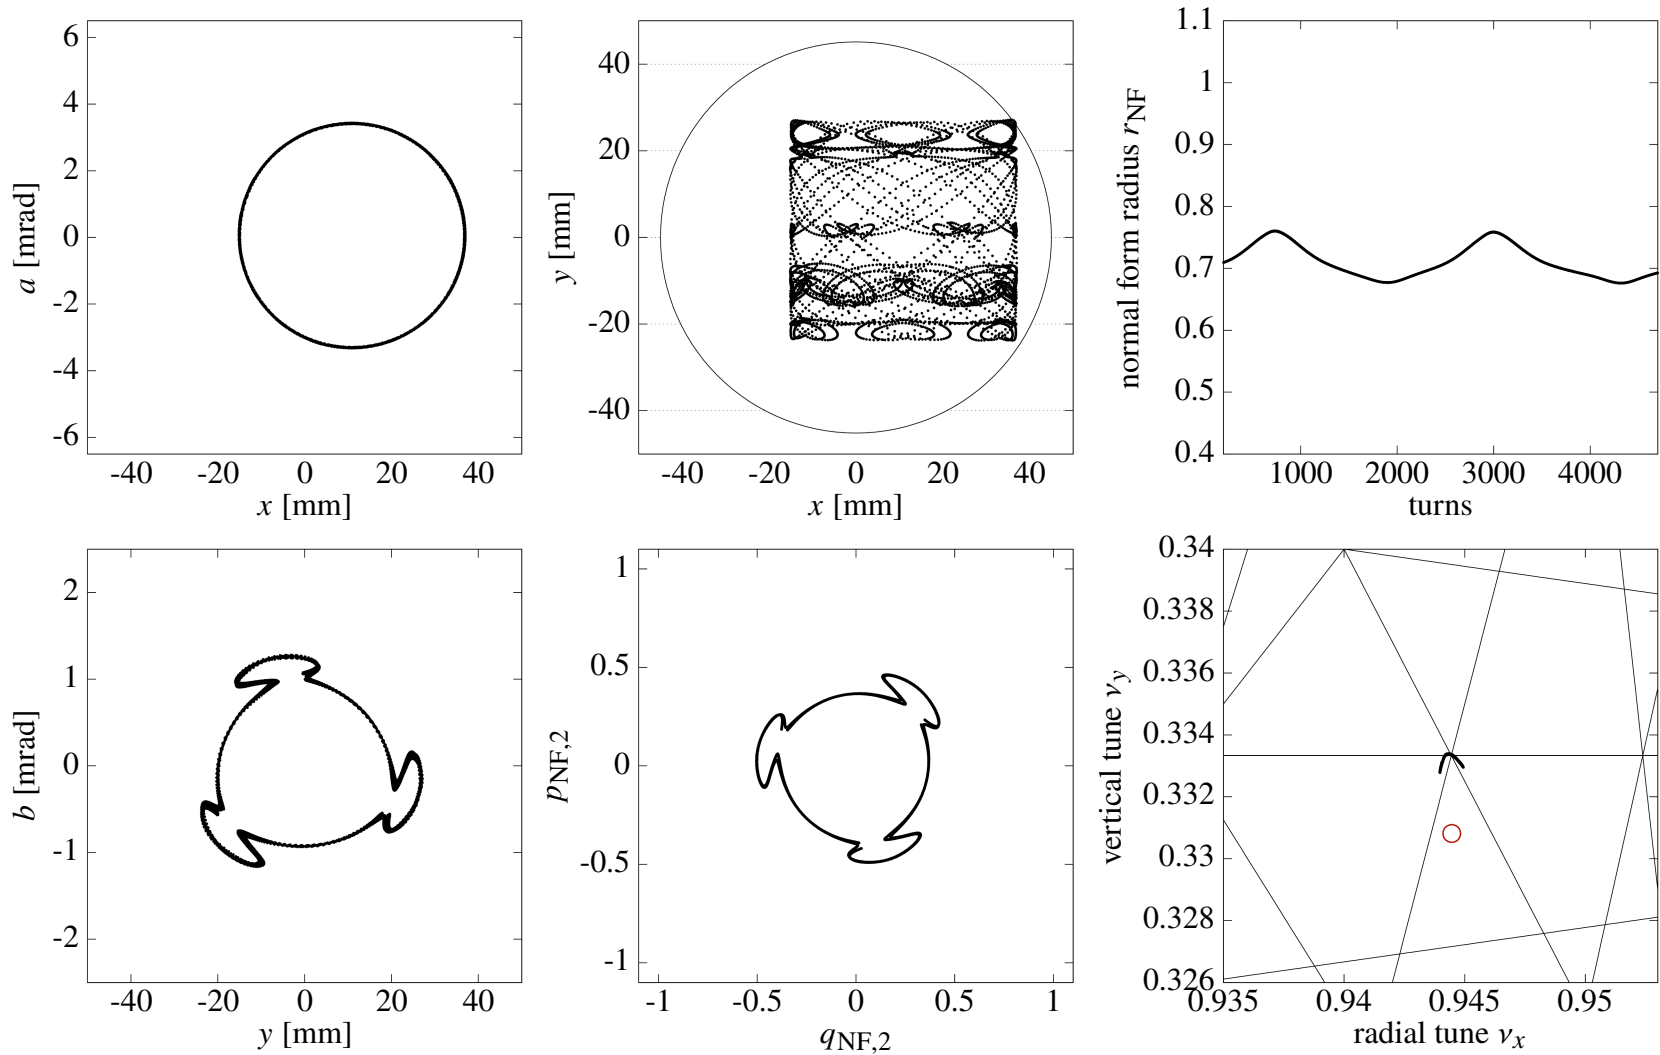 6
4
2
0
-2
-4
-6
a [mrad]
-40 -20 0 20 40
x [mm]
40
20
0
-20
-40
y [mm]
-40 -20 0 20 40
x [mm]
1.1
1
0.9
0.8
0.7
0.6
0.5
0.4
normal form radius rNF
1000 2000 3000 4000
turns
2
1
0
-1
-2
b [mrad]
-40 -20 0 20 40
y [mm]
1
0.5
0
-0.5
-1
pNF,2
-1 -0.5 0 0.5 1
qNF,2
0.34
0.338
0.336
0.334
0.332
0.33
0.328
0.326
vertical tune νy
0.935 0.94 0.945 0.95
radial tune νx